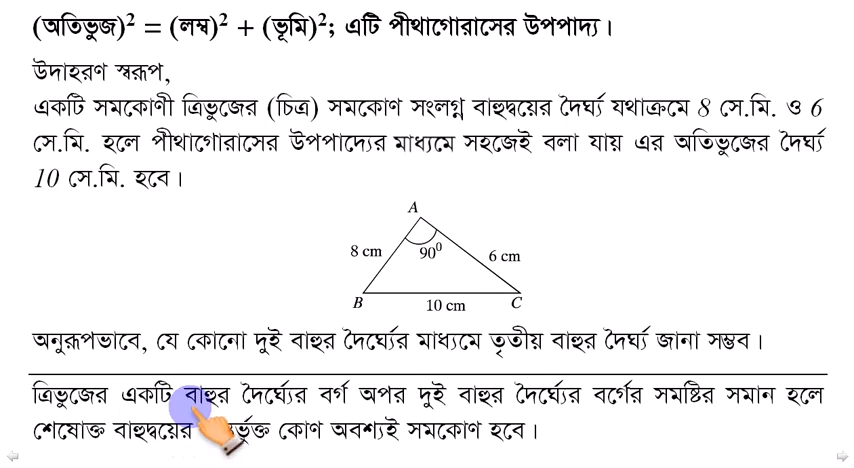 (অতিভুজ)² = (লম্ব)² + (ভূমি)²; এটি পীথাগোরাসের উপপাদ্য।
উদাহরণ স্বরূপ,
একটি সমকোণী ত্রিভুজের (চিত্র) সমকোণ সংলগ্ন বাহুদ্বয়ের দৈর্ঘ্য যথাক্রমে 8 সে.মি. ও 6
সে.মি. হলে পীথাগোরাসের উপপাদ্যের মাধ্যমে সহজেই বলা যায় এর অতিভুজের দৈর্ঘ্য
10 সে.মি. হবে।
A
8 cm 90⁰ 6 cm
B 10 cm C
অনুরূপভাবে, যে কোনো দুই বাহুর দৈর্ঘ্যের মাধ্যমে তৃতীয় বাহুর দৈর্ঘ্য জানা সম্ভব।
ত্রিভুজের একটি বাহুর দৈর্ঘ্যের বর্গ অপর দুই বাহুর দৈর্ঘ্যের বর্গের সমষ্টির সমান হলে
শেষোক্ত বাহুদ্বয়ের কোণ অবশ্যই সমকোণ হবে।